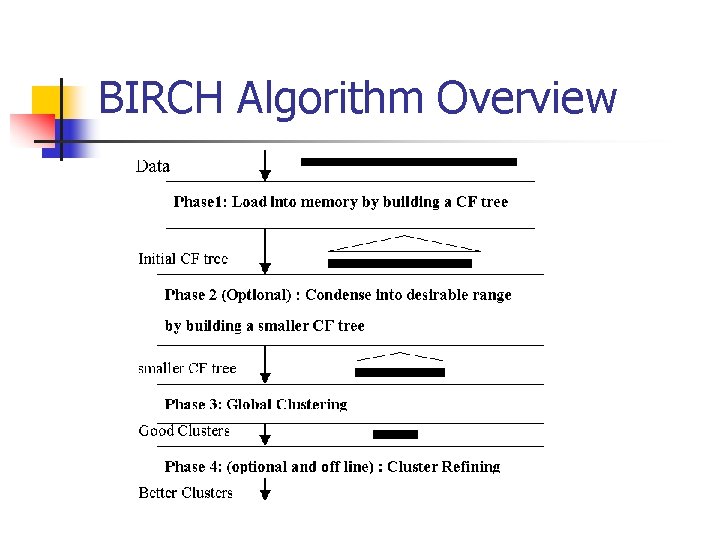 BIRCH Algorithm Overview
Data
Phase1: Load into memory by building a CF tree
Initial CF tree
Phase 2 (Optional) : Condense into desirable range
by building a smaller CF tree
smaller CF tree
Phase 3: Global Clustering
Good Clusters
Phase 4: (optional and off line) : Cluster Refining
Better Clusters